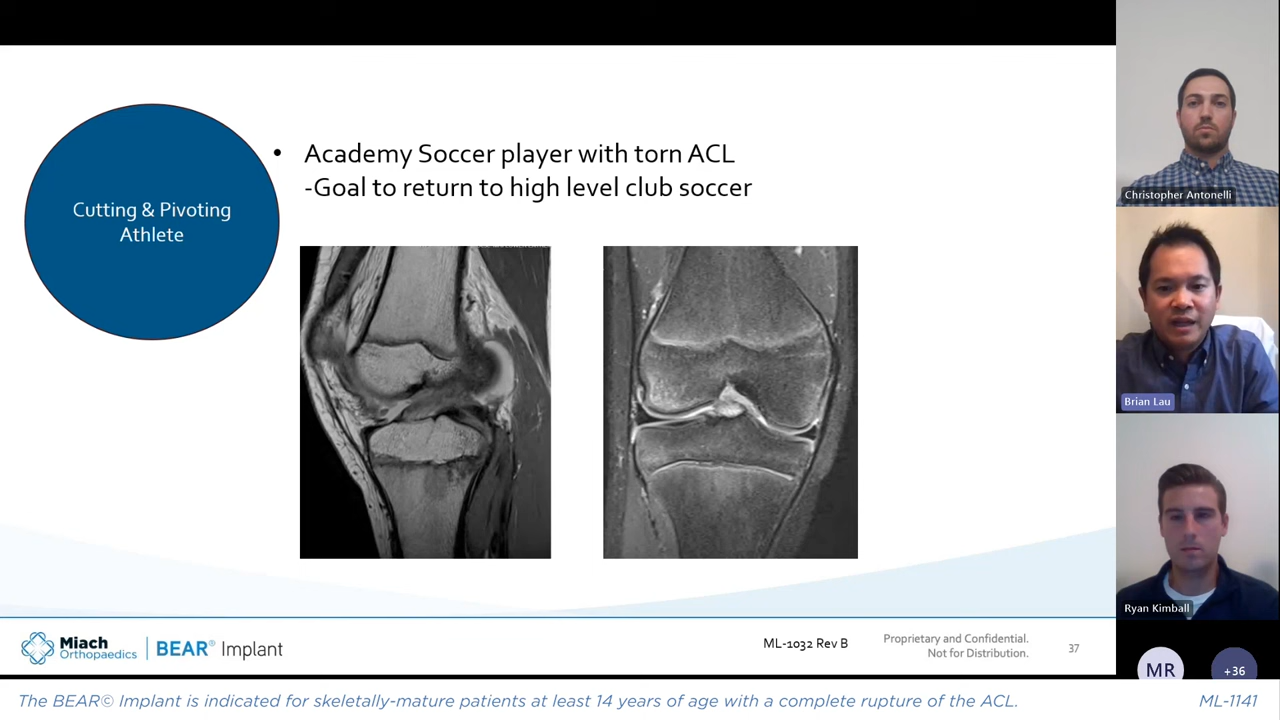 Cutting & Pivoting
Athlete
• Academy Soccer player with torn ACL
-Goal to return to high level club soccer
Christopher Antonelli
Brian Lau
Ryan Kimball
MR
+36
Miach
Orthopaedics
BEAR® Implant
ML-1032 Rev B
Proprietary and Confidential.
Not for Distribution.
37
The BEAR© Implant is indicated for skeletally-mature patients at least 14 years of age with a complete rupture of the ACL.
ML-1141